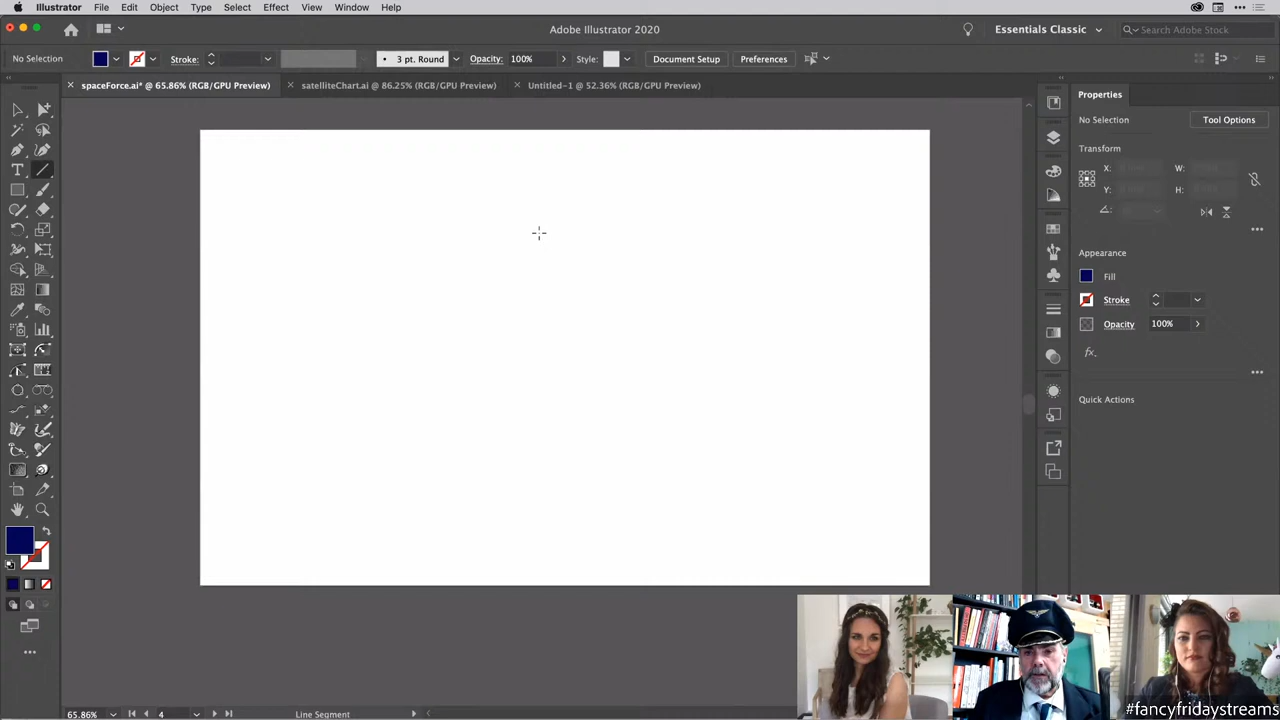 Illustrator File Edit Object Type Select Effect View Window Help
Adobe Illustrator 2020
Essentials Classic
Search Adobe Stock
No Selection
Stroke:
3 pt. Round
Opacity: 100%
Style:
Document Setup
Preferences
× spaceForce.ai* @ 65.86% (RGB/GPU Preview)
× satelliteChart.ai @ 86.25% (RGB/GPU Preview)
× Untitled-1 @ 52.36% (RGB/GPU Preview)
Properties
No Selection
Tool Options
Transform
X:
W:
Y:
H:
Appearance
Fill
Stroke
Opacity 100%
fx.
Quick Actions
65.86%
4
Line Segment
#fancyfridaystreams